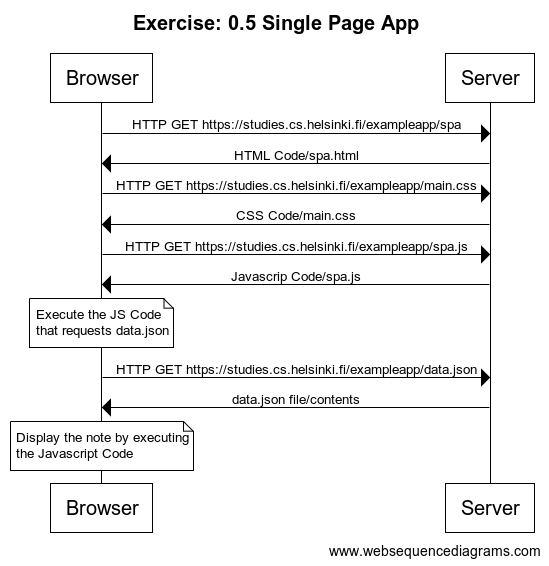 Exercise: 0.5 Single Page App
Browser
Server
HTTP GET https://studies.cs.helsinki.fi/exampleapp/spa
HTML Code/spa.html
HTTP GET https://studies.cs.helsinki.fi/exampleapp/main.css
CSS Code/main.css
HTTP GET https://studies.cs.helsinki.fi/exampleapp/spa.js
Javascrip Code/spa.js
Execute the JS Code
that requests data.json
HTTP GET https://studies.cs.helsinki.fi/exampleapp/data.json
data.json file/contents
Display the note by executing
the Javascript Code
Browser
Server
www.websequencediagrams.com